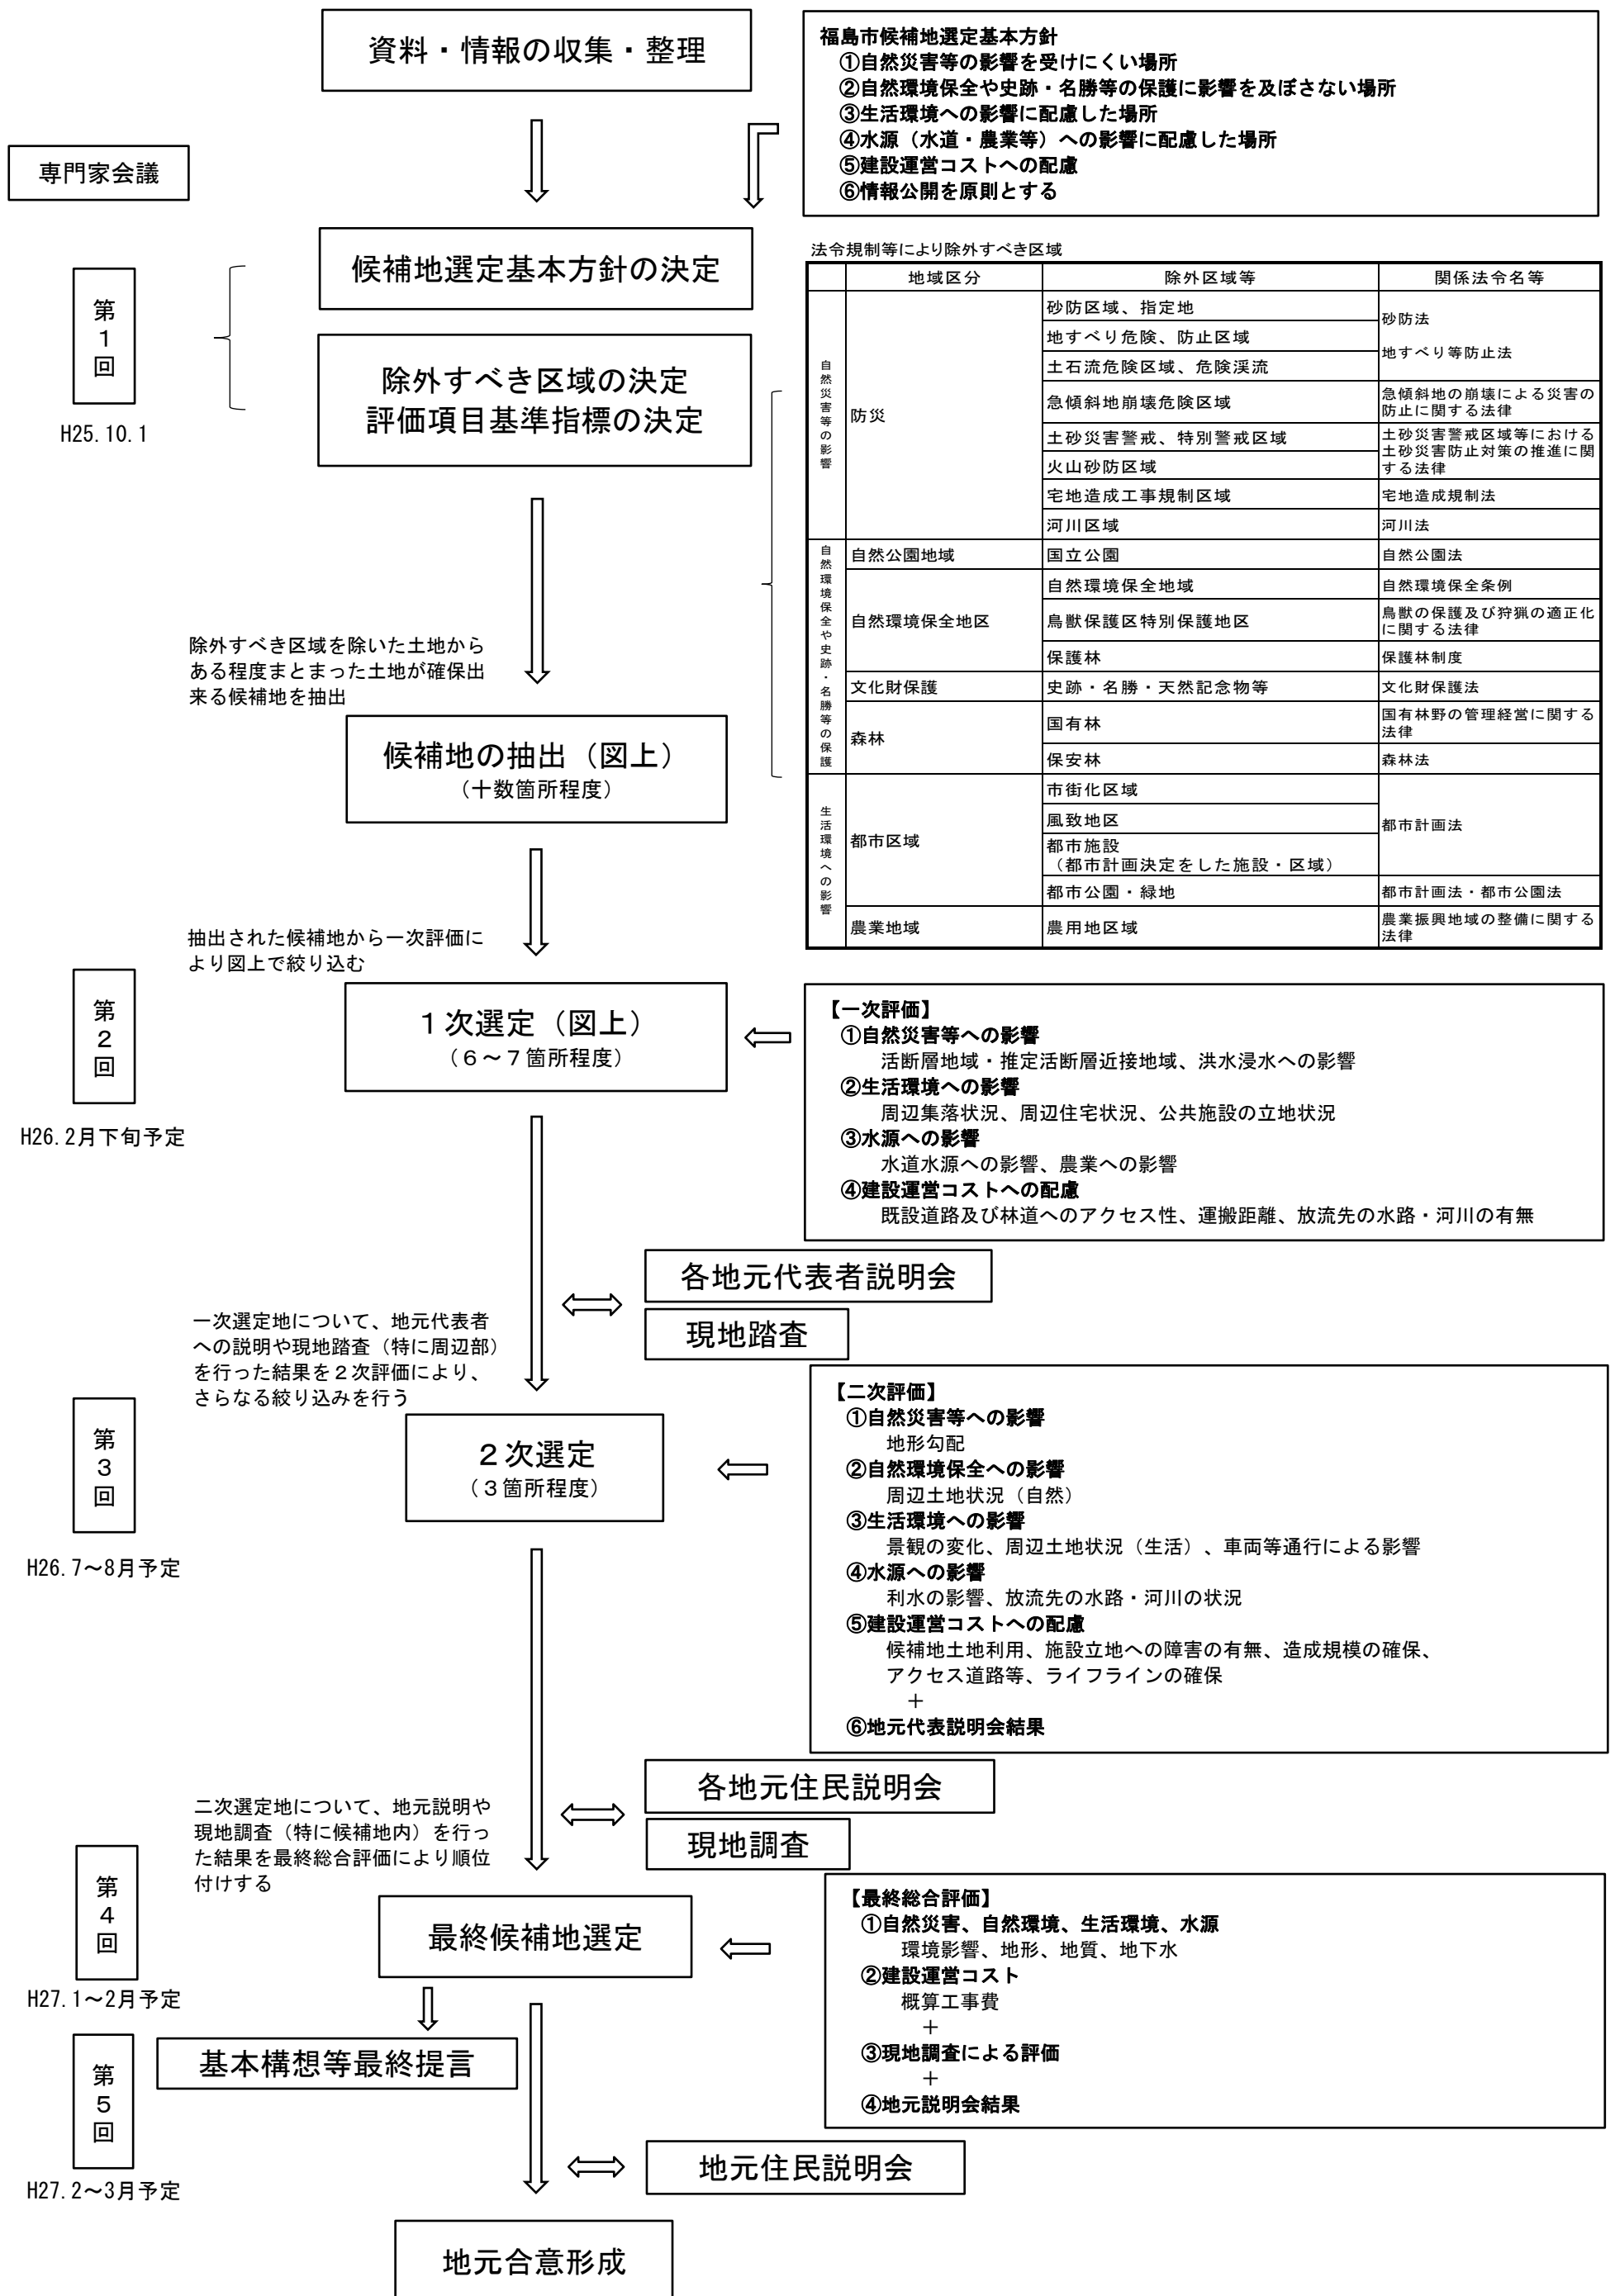 資料・情報の収集・整理
福島市候補地選定基本方針
①自然災害等の影響を受けにくい場所
②自然環境保全や史跡・名勝等の保護に影響を及ぼさない場所
③生活環境への影響に配慮した場所
④水源（水道・農業等）への影響に配慮した場所
⑤建設運営コストへの配慮
⑥情報公開を原則とする
専門家会議
候補地選定基本方針の決定
第1回
H25.10.1
除外すべき区域の決定
評価項目基準指標の決定
法令規制等により除外すべき区域
地域区分 除外区域等 関係法令名等
自然災害等の影響
防災
砂防区域、指定地
砂防法
地すべり危険、防止区域
地すべり等防止法
土石流危険区域、危険渓流
急傾斜地崩壊危険区域
急傾斜地の崩壊による災害の
防止に関する法律
土砂災害警戒、特別警戒区域
土砂災害警戒区域等における
土砂災害防止対策の推進に関
する法律
火山砂防区域
宅地造成工事規制区域 宅地造成規制法
河川区域 河川法
自然環境保全や史跡・名勝等の保護
自然公園地域 国立公園 自然公園法
自然環境保全地区
自然環境保全地域 自然環境保全条例
鳥獣保護区特別保護地区
鳥獣の保護及び狩猟の適正化
に関する法律
保護林 保護林制度
文化財保護 史跡・名勝・天然記念物等 文化財保護法
森林
国有林
国有林野の管理経営に関する
法律
保安林 森林法
生活環境への影響
都市区域
市街化区域
都市計画法
風致地区
都市施設
（都市計画決定をした施設・区域）
都市公園・緑地 都市計画法・都市公園法
農業地域 農用地区域
農業振興地域の整備に関する
法律
除外すべき区域を除いた土地から
ある程度まとまった土地が確保出
来る候補地を抽出
候補地の抽出（図上）
（十数箇所程度）
抽出された候補地から一次評価に
より図上で絞り込む
第2回
H26.2月下旬予定
１次選定（図上）
（６～７箇所程度）
【一次評価】
①自然災害等への影響
活断層地域・推定活断層近接地域、洪水浸水への影響
②生活環境への影響
周辺集落状況、周辺住宅状況、公共施設の立地状況
③水源への影響
水道水源への影響、農業への影響
④建設運営コストへの配慮
既設道路及び林道へのアクセス性、運搬距離、放流先の水路・河川の有無
各地元代表者説明会
現地踏査
一次選定地について、地元代表者
への説明や現地踏査（特に周辺部）
を行った結果を２次評価により、
さらなる絞り込みを行う
第3回
H26.7～8月予定
２次選定
（３箇所程度）
【二次評価】
①自然災害等への影響
地形勾配
②自然環境保全への影響
周辺土地状況（自然）
③生活環境への影響
景観の変化、周辺土地状況（生活）、車両等通行による影響
④水源への影響
利水の影響、放流先の水路・河川の状況
⑤建設運営コストへの配慮
候補地土地利用、施設立地への障害の有無、造成規模の確保、
アクセス道路等、ライフラインの確保
＋
⑥地元代表説明会結果
各地元住民説明会
現地調査
二次選定地について、地元説明や
現地調査（特に候補地内）を行っ
た結果を最終総合評価により順位
付けする
第4回
H27.1～2月予定
最終候補地選定
【最終総合評価】
①自然災害、自然環境、生活環境、水源
環境影響、地形、地質、地下水
②建設運営コスト
概算工事費
＋
③現地調査による評価
＋
④地元説明会結果
基本構想等最終提言
第5回
H27.2～3月予定
地元住民説明会
地元合意形成